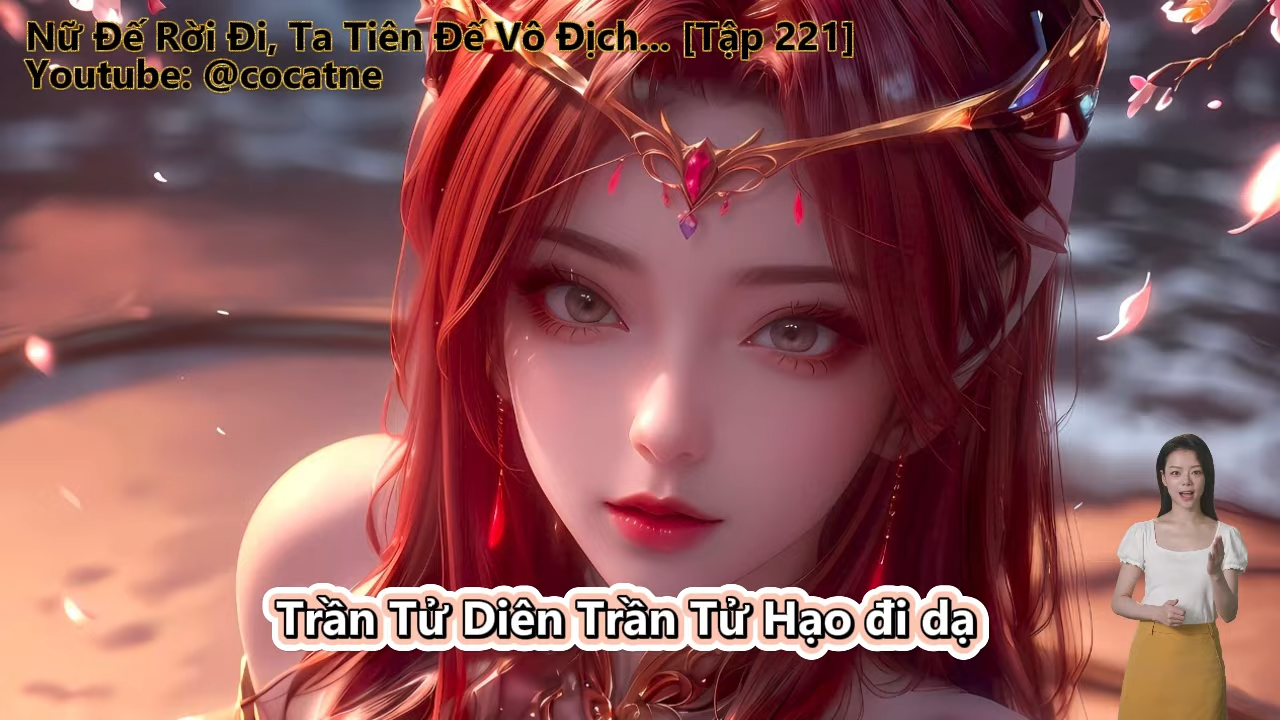 Nữ Đế Rời Đi, Ta Tiên Đế Vô Địch... [Tập 221]
Youtube: @cocatne
Trần Tử Diên Trần Tử Hạo đi dạ